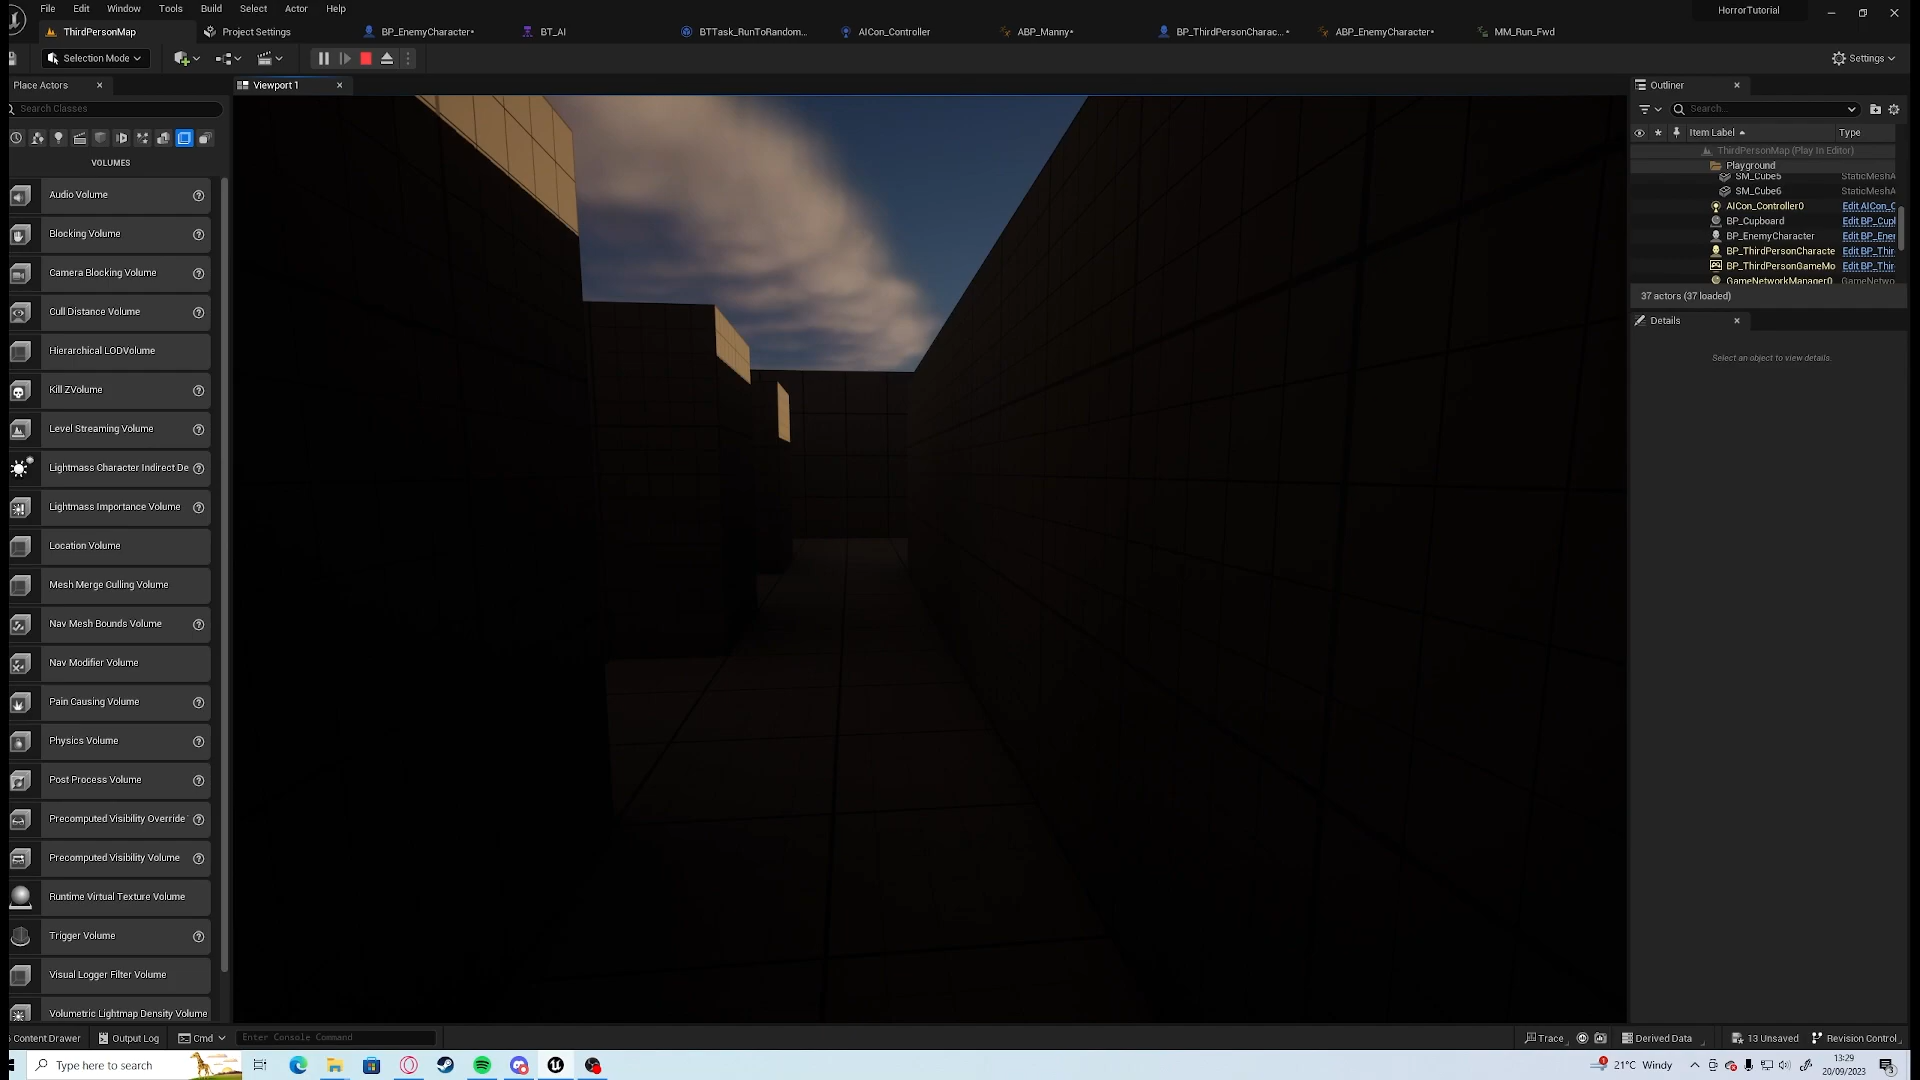 File Edit Window Tools Build Select Actor Help
HorrorTutorial
ThirdPersonMap
Project Settings
BP_EnemyCharacter*
BT_AI
BTTask_RunToRandom...
AICon_Controller
ABP_Manny*
BP_ThirdPersonCharac...*
ABP_EnemyCharacter*
MM_Run_Fwd
Selection Mode
Settings
Place Actors
Viewport 1
Outliner
Search Classes
Search...
Item Label
Type
VOLUMES
ThirdPersonMap (Play In Editor)
Playground
SM_Cube5 StaticMeshA
SM_Cube6 StaticMeshA
AICon_Controller0 Edit AICon_C
BP_Cupboard Edit BP_Cupl
BP_EnemyCharacter Edit BP_Ener
BP_ThirdPersonCharacte Edit BP_Thir
BP_ThirdPersonGameMo Edit BP_Thir
GameNetworkManager0 GameNetwo
37 actors (37 loaded)
Details
Select an object to view details.
Audio Volume
Blocking Volume
Camera Blocking Volume
Cull Distance Volume
Hierarchical LODVolume
Kill ZVolume
Level Streaming Volume
Lightmass Character Indirect De
Lightmass Importance Volume
Location Volume
Mesh Merge Culling Volume
Nav Mesh Bounds Volume
Nav Modifier Volume
Pain Causing Volume
Physics Volume
Post Process Volume
Precomputed Visibility Override
Precomputed Visibility Volume
Runtime Virtual Texture Volume
Trigger Volume
Visual Logger Filter Volume
Volumetric Lightmap Density Volume
Content Drawer
Output Log
Cmd
Enter Console Command
Trace
Derived Data
13 Unsaved
Revision Control
Type here to search
21°C Windy
13:29
20/09/2023